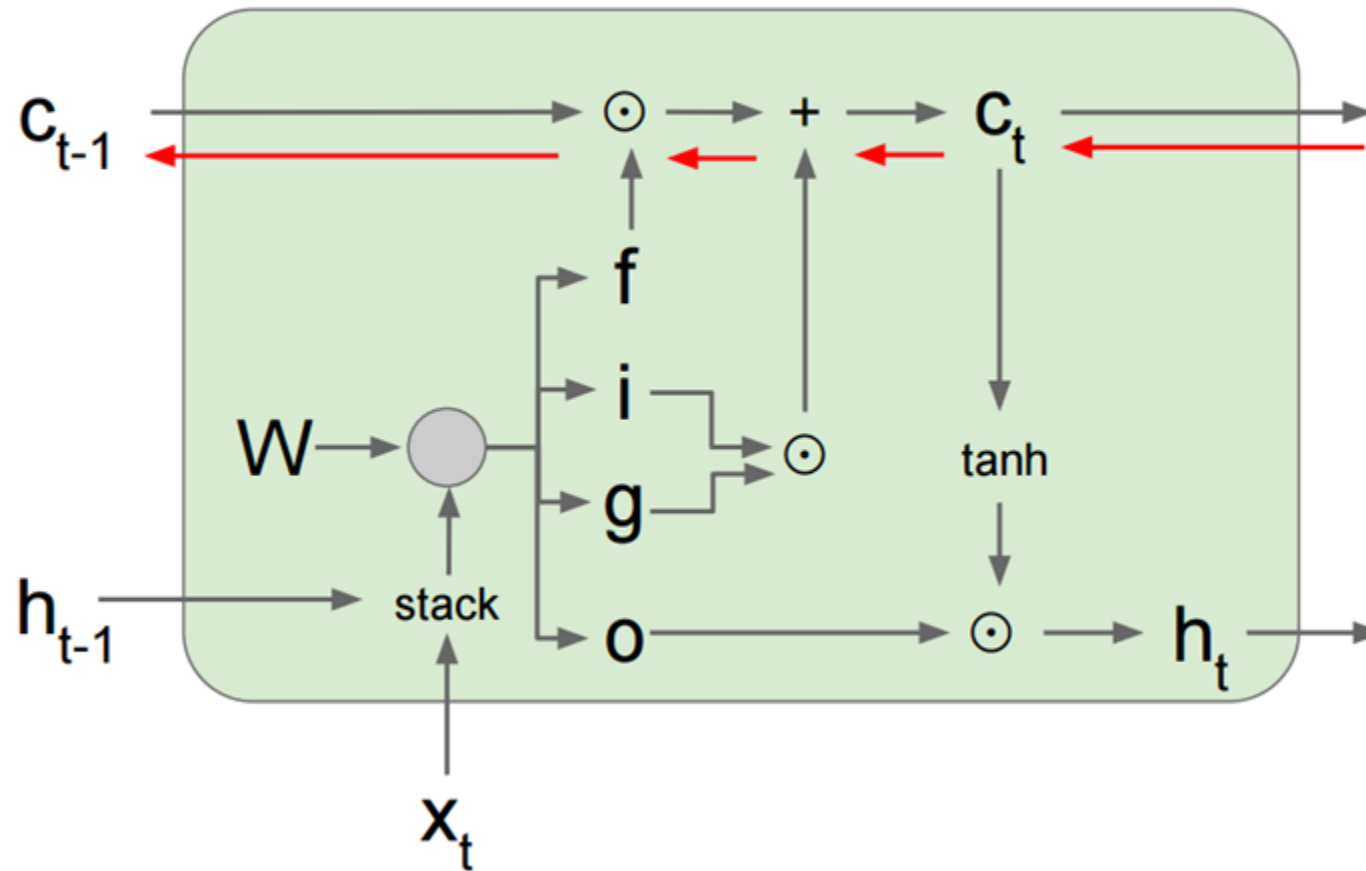 c_t-1 ⊙ + c_t
f
i
W ⊙ tanh
g
h_t-1 stack o ⊙ h_t
x_t